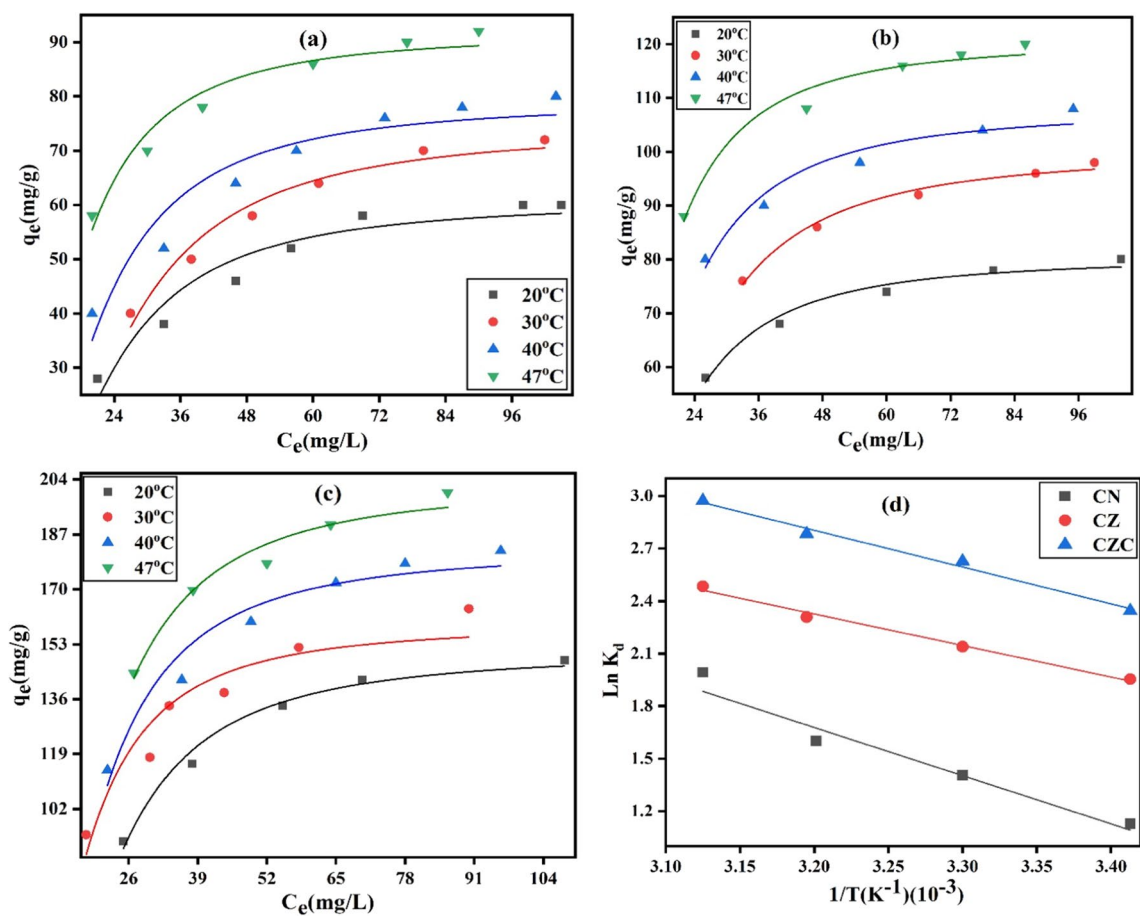 (a)
90
80
70
60
50
40
30
qe(mg/g)
20°C
30°C
40°C
47°C
24 36 48 60 72 84 96
Ce(mg/L)
(b)
120
110
100
90
80
70
60
qe(mg/g)
20°C
30°C
40°C
47°C
24 36 48 60 72 84 96
Ce(mg/L)
(c)
204
187
170
153
136
119
102
qe(mg/g)
20°C
30°C
40°C
47°C
26 39 52 65 78 91 104
Ce(mg/L)
(d)
3.0
2.7
2.4
2.1
1.8
1.5
1.2
Ln Kd
CN
CZ
CZC
3.10 3.15 3.20 3.25 3.30 3.35 3.40
1/T(K-1)(10-3)